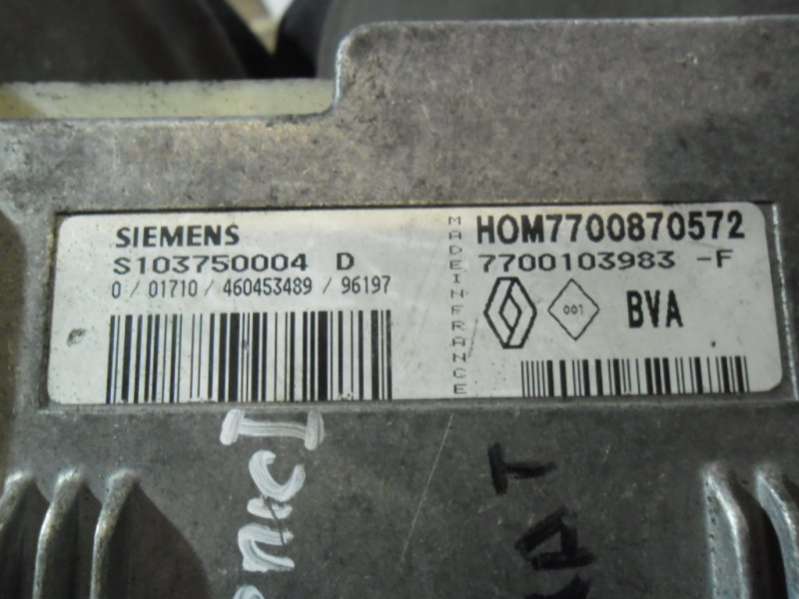 SIEMENS
S103750004 D
0 / 01710 / 460453489 / 96197
MADE IN FRANCE
HOM7700870572
7700103983 -F
001
BVA